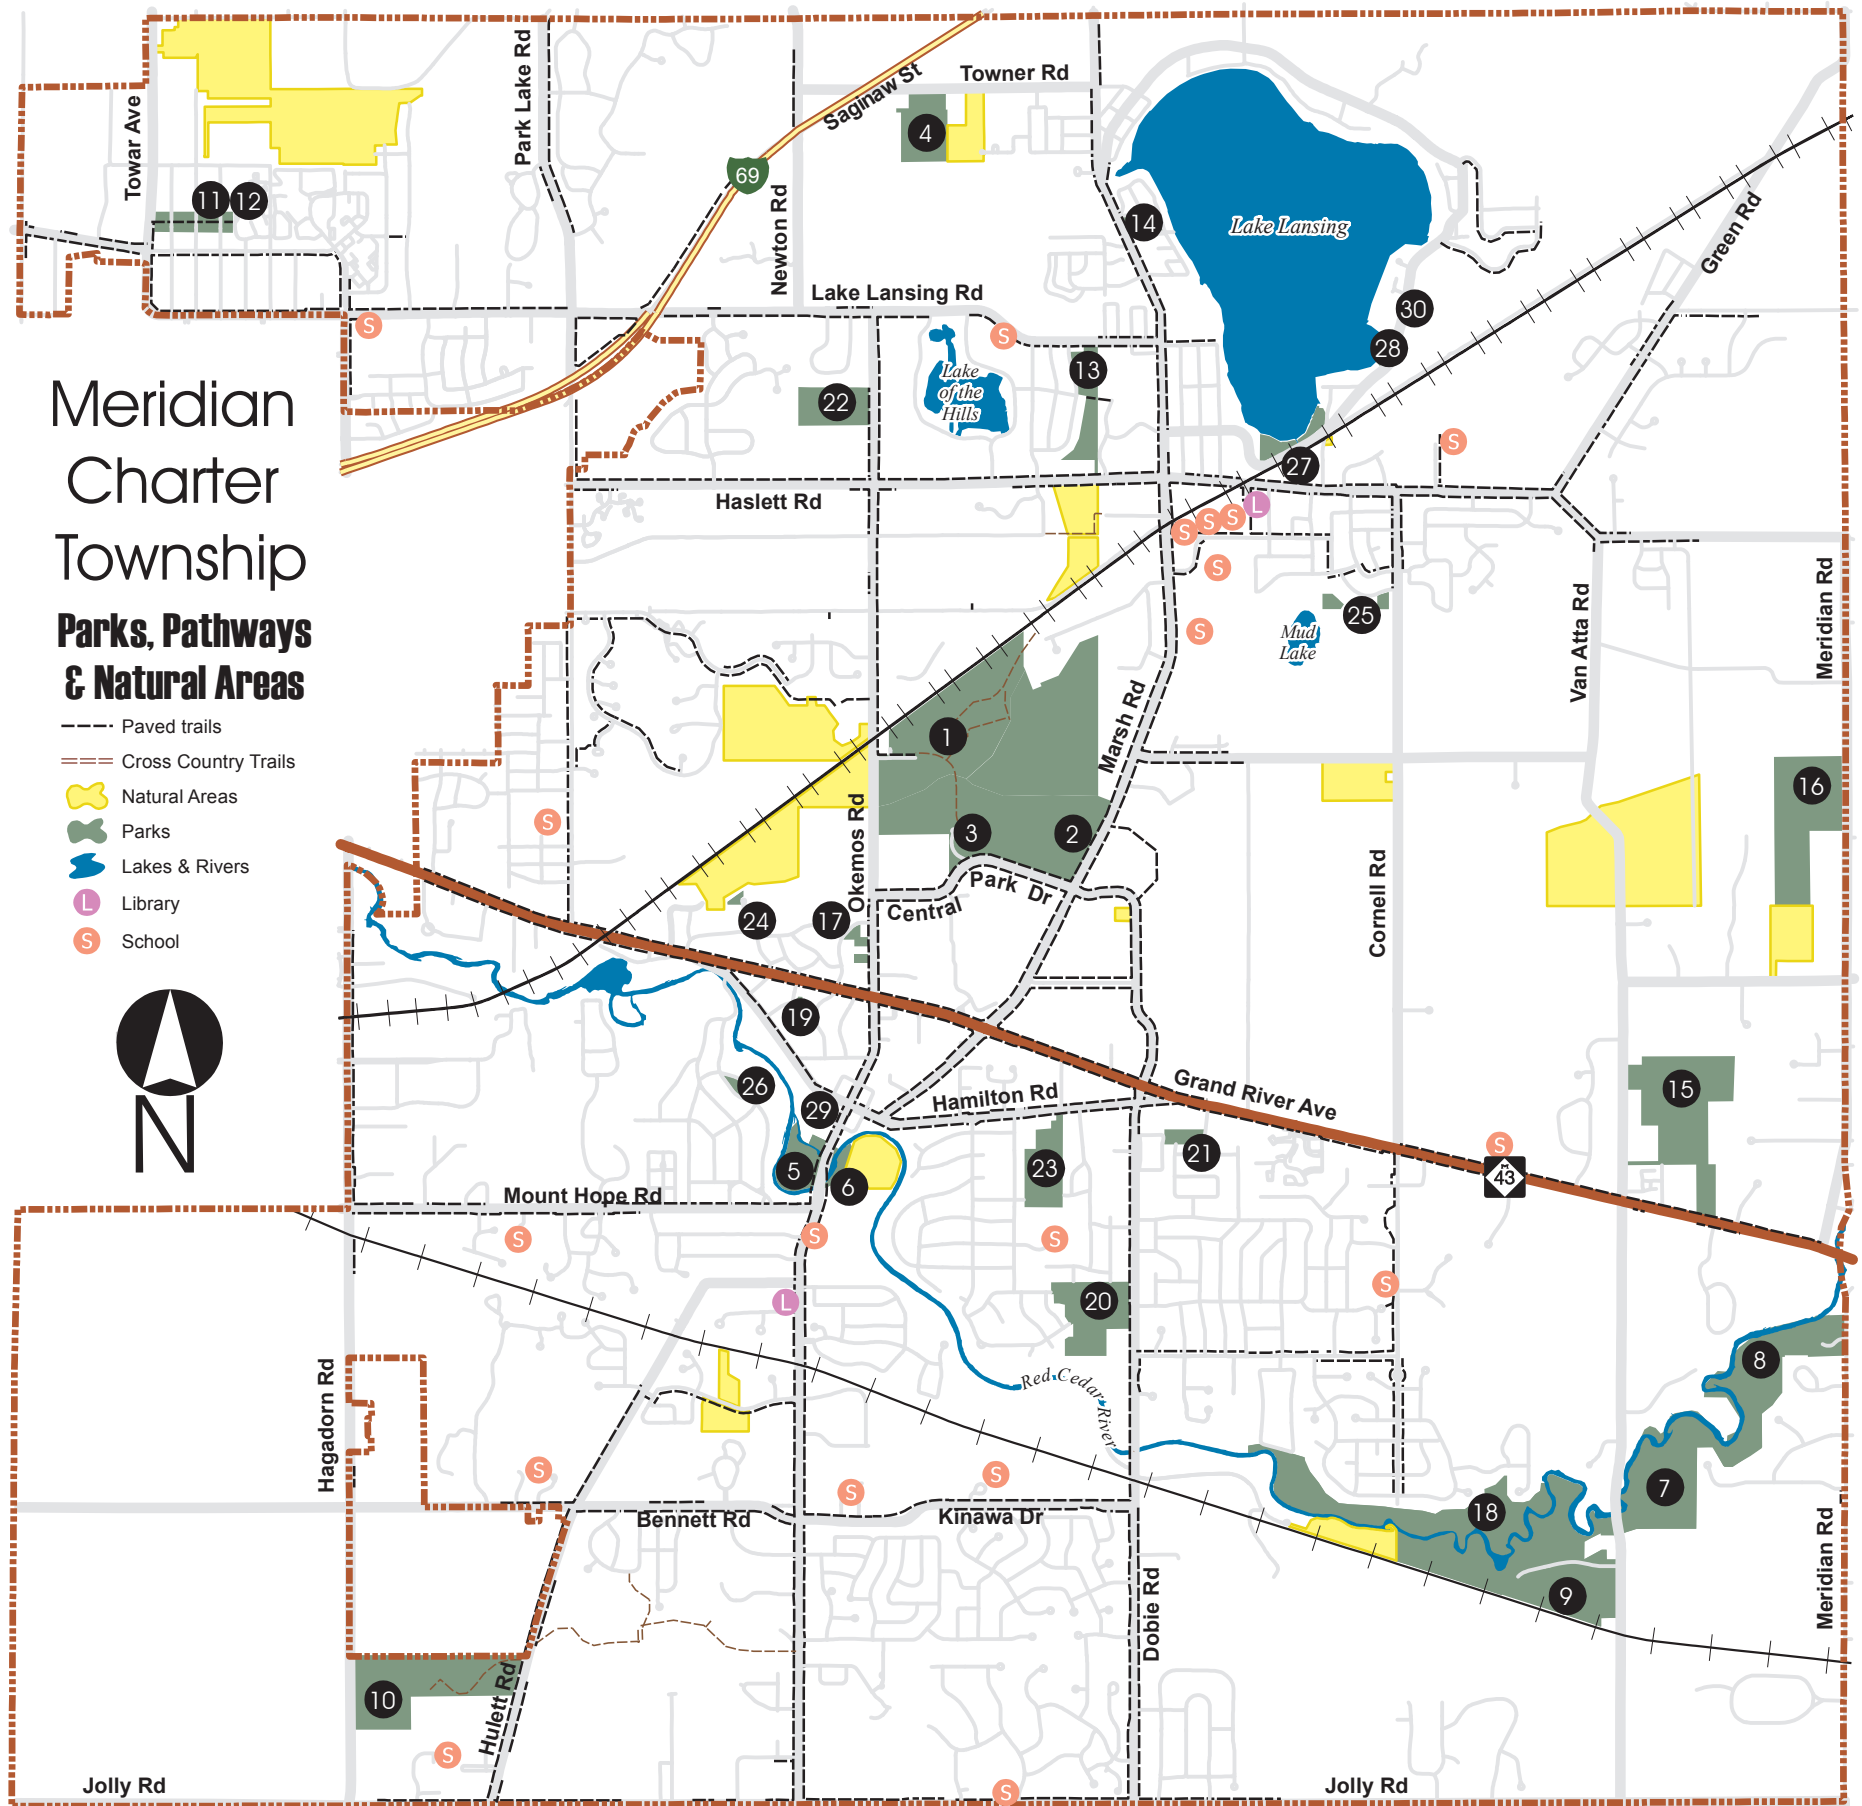 Meridian
Charter
Township
Parks, Pathways
& Natural Areas
Paved trails
Cross Country Trails
Natural Areas
Parks
Lakes & Rivers
L Library
S School
N
Towar Ave
Park Lake Rd
Saginaw St
Towner Rd
69
Newton Rd
4
11
12
14
Lake Lansing
Green Rd
Lake Lansing Rd
30
28
S
S
13
22
Lake
of the
Hills
S
27
Haslett Rd
L
S
S
S
S
S
25
Mud
Lake
Van Atta Rd
Meridian Rd
Marsh Rd
1
16
S
Okemos Rd
3
2
Park Dr
Central
Cornell Rd
24
17
19
26
29
Hamilton Rd
Grand River Ave
15
S
M
43
5
6
23
21
Mount Hope Rd
S
S
S
S
L
20
8
Red Cedar
River
Hagadorn Rd
S
S
S
7
18
Bennett Rd
Kinawa Dr
9
Dobie Rd
Meridian Rd
10
Hulett Rd
S
S
Jolly Rd
Jolly Rd